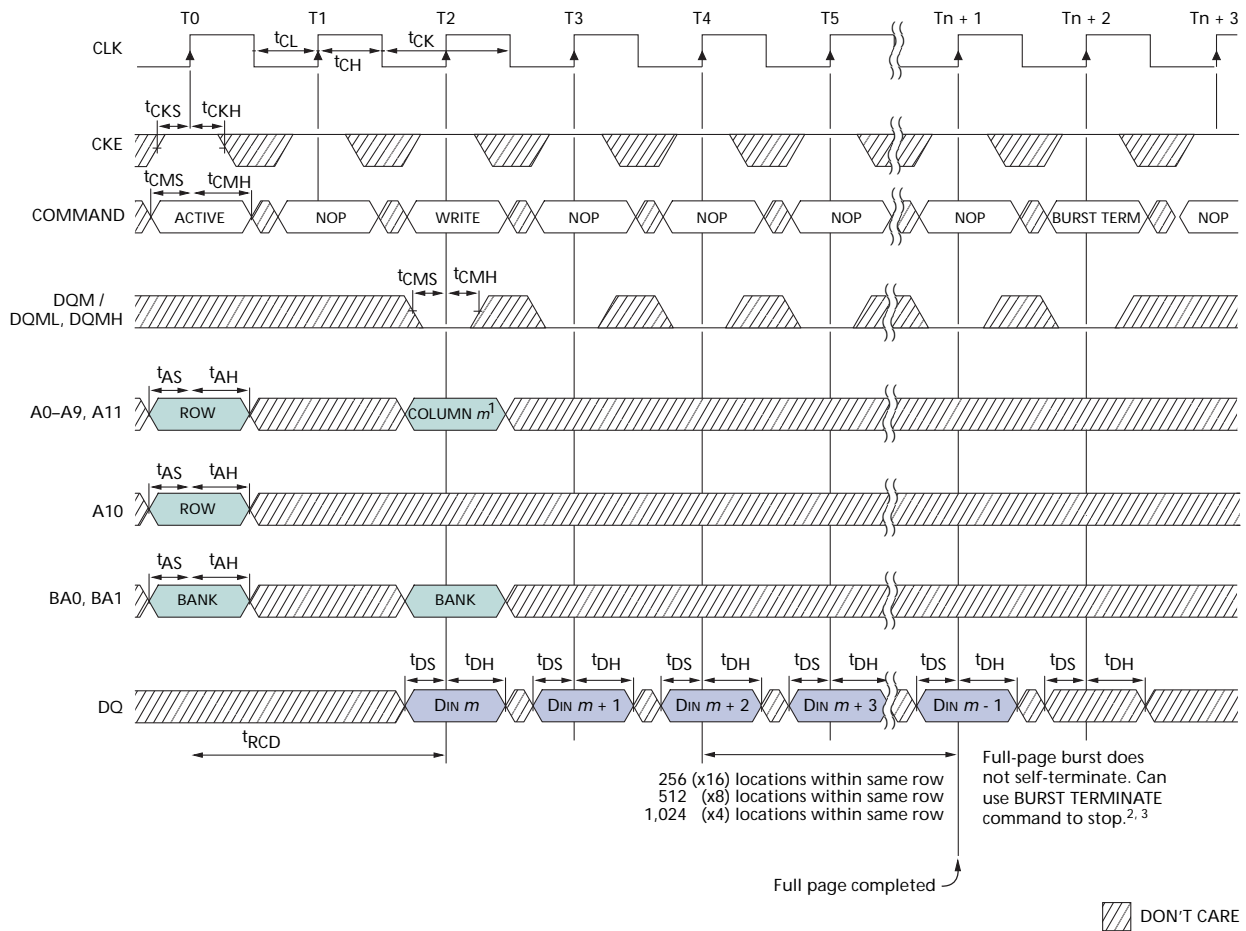 T0 T1 T2 T3 T4 T5 Tn + 1 Tn + 2 Tn + 3
CLK
tCL
tCK
tCH
tCKS tCKH
CKE
tCMS tCMH
COMMAND ACTIVE NOP WRITE NOP NOP NOP NOP BURST TERM NOP
tCMS tCMH
DQM /
DQML, DQMH
tAS tAH
A0–A9, A11 ROW COLUMN m1
tAS tAH
A10 ROW
tAS tAH
BA0, BA1 BANK BANK
tDS tDH tDS tDH tDS tDH tDS tDH tDS tDH tDS tDH
DQ DIN m DIN m + 1 DIN m + 2 DIN m + 3 DIN m - 1
tRCD
256 (x16) locations within same row
512 (x8) locations within same row
1,024 (x4) locations within same row
Full-page burst does
not self-terminate. Can
use BURST TERMINATE
command to stop.2, 3
Full page completed
DON'T CARE